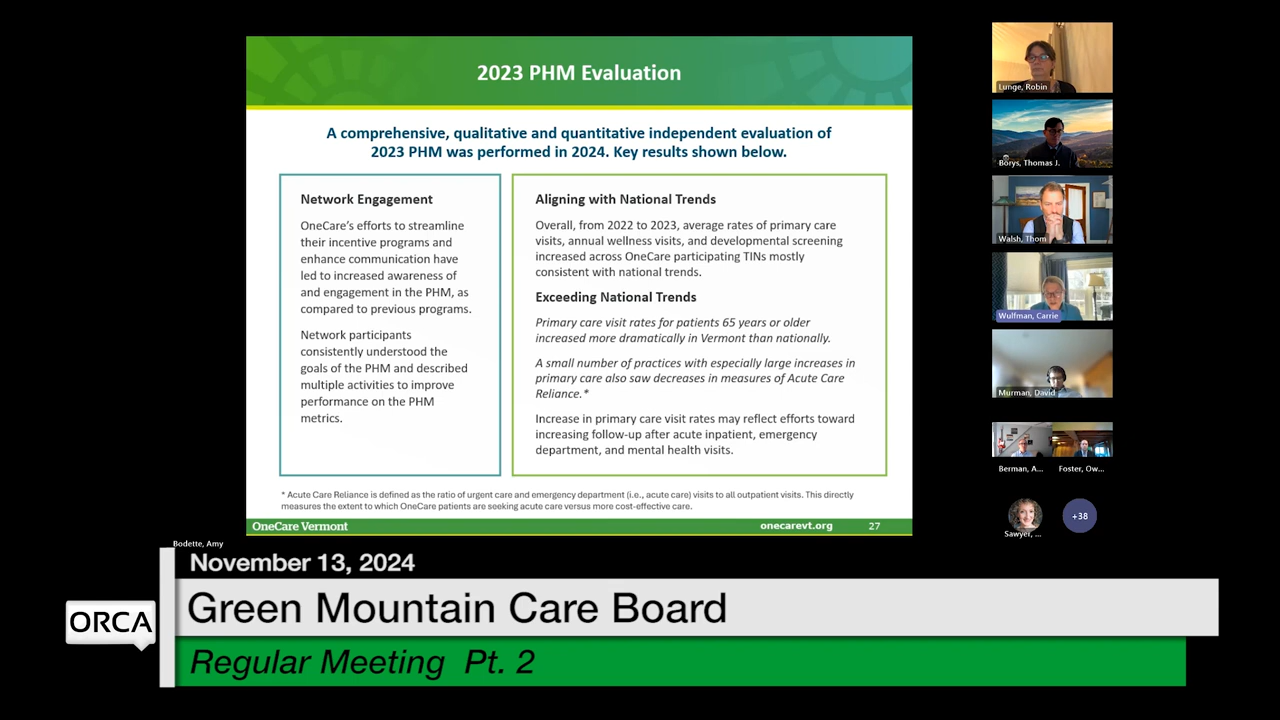 2023 PHM Evaluation
A comprehensive, qualitative and quantitative independent evaluation of
2023 PHM was performed in 2024. Key results shown below.
Network Engagement
OneCare's efforts to streamline
their incentive programs and
enhance communication have
led to increased awareness of
and engagement in the PHM, as
compared to previous programs.
Network participants
consistently understood the
goals of the PHM and described
multiple activities to improve
performance on the PHM
metrics.
Aligning with National Trends
Overall, from 2022 to 2023, average rates of primary care
visits, annual wellness visits, and developmental screening
increased across OneCare participating TINs mostly
consistent with national trends.
Exceeding National Trends
Primary care visit rates for patients 65 years or older
increased more dramatically in Vermont than nationally.
A small number of practices with especially large increases in
primary care also saw decreases in measures of Acute Care
Reliance.*
Increase in primary care visit rates may reflect efforts toward
increasing follow-up after acute inpatient, emergency
department, and mental health visits.
* Acute Care Reliance is defined as the ratio of urgent care and emergency department (i.e., acute care) visits to all outpatient visits. This directly
measures the extent to which OneCare patients are seeking acute care versus more cost-effective care.
OneCare Vermont
onecarevt.org
27
Lunge, Robin
Borys, Thomas J.
Walsh, Thom
Wulfman, Carrie
Murman, David
Berman, A...
Foster, Ow...
Sawyer, ...
+38
Bodette, Amy
November 13, 2024
ORCA
Green Mountain Care Board
Regular Meeting Pt. 2